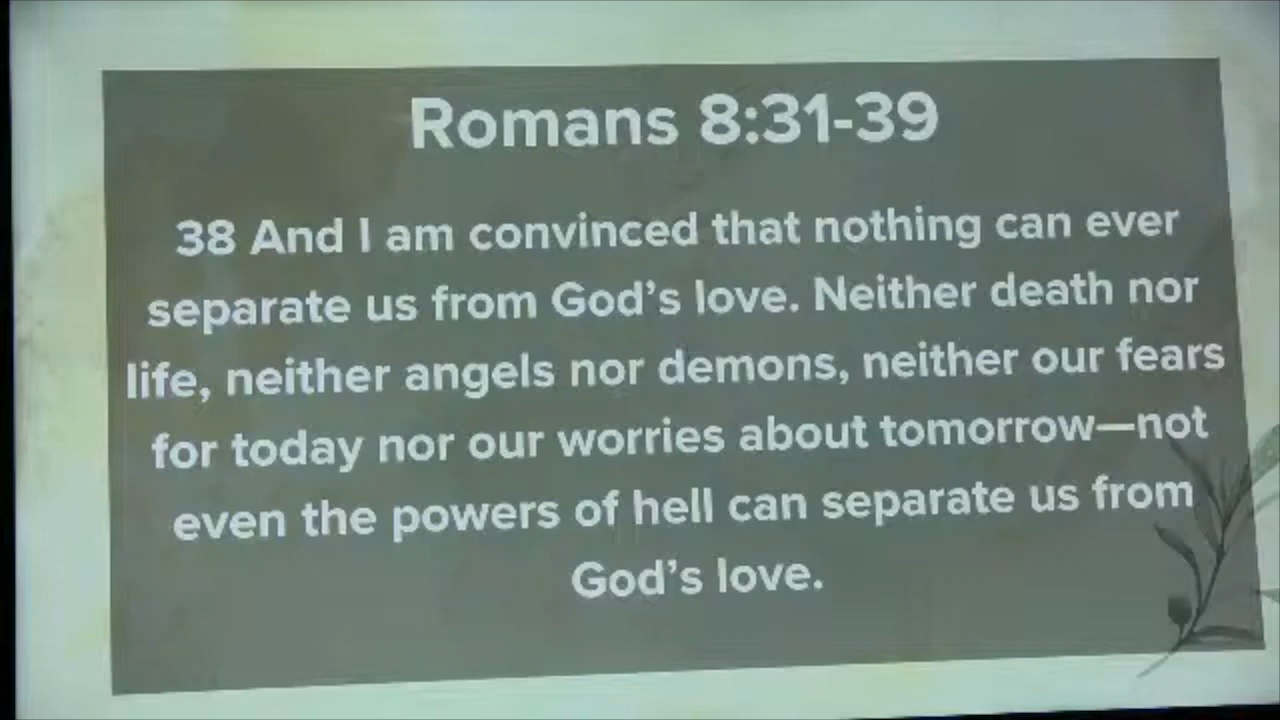 Romans 8:31-39
38 And I am convinced that nothing can ever
separate us from God's love. Neither death nor
life, neither angels nor demons, neither our fears
for today nor our worries about tomorrow—not
even the powers of hell can separate us from
God's love.